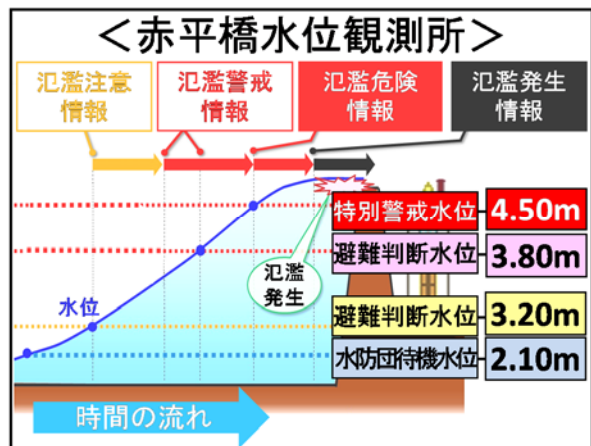 ＜赤平橋水位観測所＞
氾濫注意
情報
氾濫警戒
情報
氾濫危険
情報
氾濫発生
情報
特別警戒水位
4.50m
避難判断水位
3.80m
氾濫
発生
水位
避難判断水位
3.20m
水防団待機水位
2.10m
時間の流れ